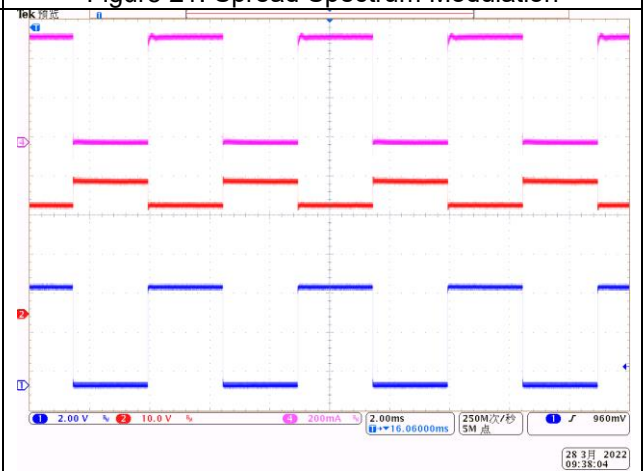 Figure 21. Spread Spectrum Modulation
Tek 预览
4
2
1
1 2.00 V 2 10.0 V 4 200mA 2.00ms 250M次/秒 1 960mV
16.06000ms 5M 点
28 3月 2022
09:38:04